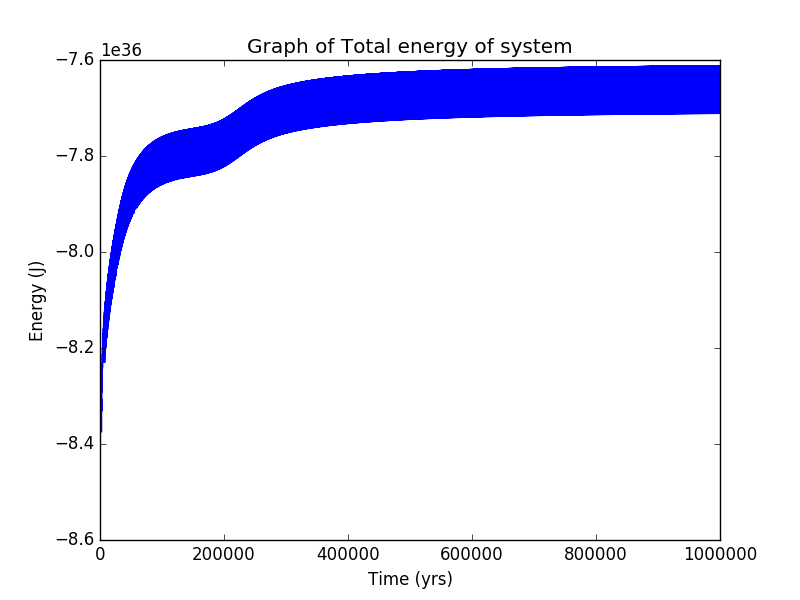 Graph of Total energy of system
1e36
−7.6
−7.8
−8.0
−8.2
−8.4
−8.6
Energy (J)
0 200000 400000 600000 800000 1000000
Time (yrs)